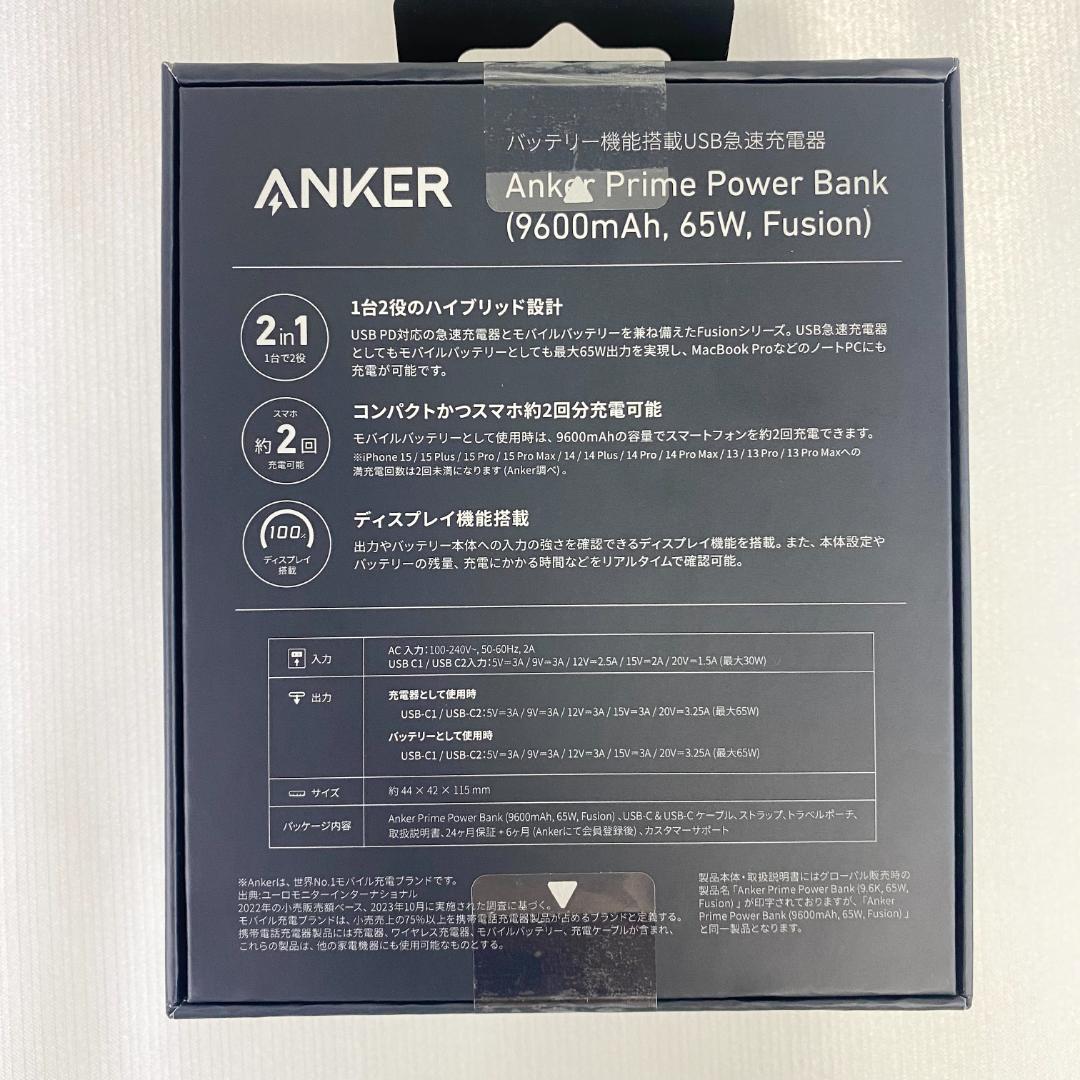 バッテリー機能搭載USB急速充電器
ANKER
Anker Prime Power Bank
(9600mAh, 65W, Fusion)
2in1
1台で2役
1台2役のハイブリッド設計
USB PD対応の急速充電器とモバイルバッテリーを兼ね備えたFusionシリーズ。USB急速充電器
としてもモバイルバッテリーとしても最大65W出力を実現し、MacBook ProなどのノートPCにも
充電が可能です。
スマホ
約2回
充電可能
コンパクトかつスマホ約2回分充電可能
モバイルバッテリーとして使用時は、9600mAhの容量でスマートフォンを約2回充電できます。
※iPhone 15 / 15 Plus / 15 Pro / 15 Pro Max / 14 / 14 Plus / 14 Pro / 14 Pro Max / 13 / 13 Pro / 13 Pro Maxへの
満充電回数は2回未満になります (Anker調べ)。
100%
ディスプレイ
搭載
ディスプレイ機能搭載
出力やバッテリー本体への入力の強さを確認できるディスプレイ機能を搭載。また、本体設定や
バッテリーの残量、充電にかかる時間などをリアルタイムで確認可能。
入力
AC 入力:100-240V~, 50-60Hz, 2A
USB C1 / USB C2入力:5V⎓3A / 9V⎓3A / 12V⎓2.5A / 15V⎓2A / 20V⎓1.5A (最大30W)
出力
充電器として使用時
USB-C1 / USB-C2:5V⎓3A / 9V⎓3A / 12V⎓3A / 15V⎓3A / 20V⎓3.25A (最大65W)
バッテリーとして使用時
USB-C1 / USB-C2:5V⎓3A / 9V⎓3A / 12V⎓3A / 15V⎓3A / 20V⎓3.25A (最大65W)
サイズ
約 44 × 42 × 115 mm
パッケージ内容
Anker Prime Power Bank (9600mAh, 65W, Fusion) 、USB-C & USB-C ケーブル、ストラップ、トラベルポーチ、
取扱説明書、24ヶ月保証 + 6ヶ月 (Ankerにて会員登録後) 、カスタマーサポート
※Ankerは、世界No.1モバイル充電ブランドです。
出典:ユーロモニターインターナショナル
2022年の小売販売額ベース、2023年10月に実施された調査に基づく。
モバイル充電ブランドは、小売売上の75%以上を携帯電話充電器製品が占めるブランドと定義する。
携帯電話充電器製品には充電器、ワイヤレス充電器、モバイルバッテリー、充電ケーブルが含まれ、
これらの製品は、他の家電機器にも使用可能なものとする。
製品本体・取扱説明書にはグローバル販売時の
製品名 「Anker Prime Power Bank (9.6K, 65W,
Fusion) 」が印字されておりますが、「Anker
Prime Power Bank (9600mAh, 65W, Fusion) 」
と同一製品となります。